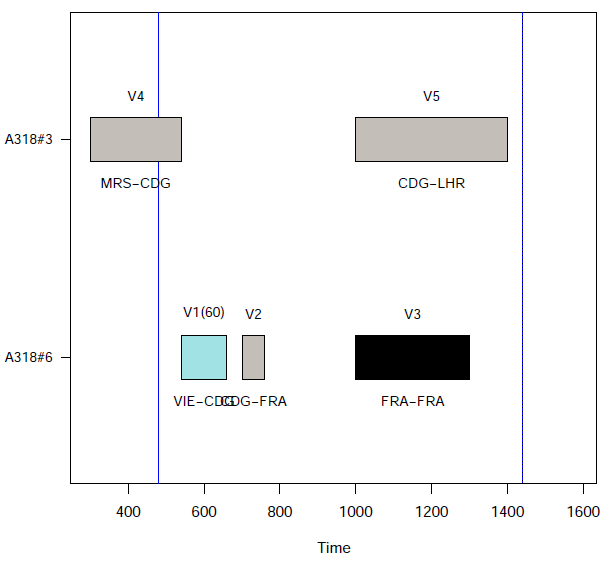 V4
V5
A318#3
MRS–CDG
CDG–LHR
V1(60)
V2
V3
A318#6
VIE–CDG
CDG–FRA
FRA–FRA
400
600
800
1000
1200
1400
1600
Time